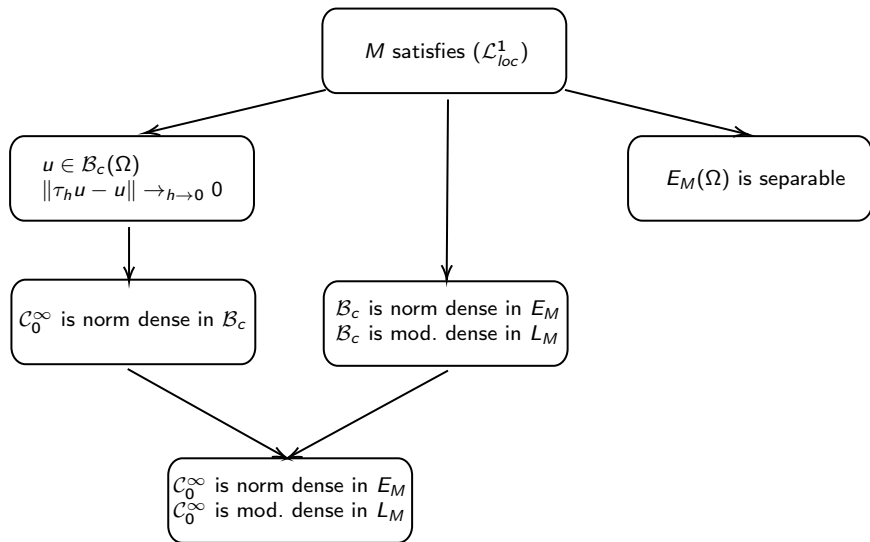 M satisfies (ℒ¹_loc)
u ∈ ℬ_c(Ω)
‖τ_h u − u‖ →_{h→0} 0
E_M(Ω) is separable
𝒞₀^∞ is norm dense in ℬ_c
ℬ_c is norm dense in E_M
ℬ_c is mod. dense in L_M
𝒞₀^∞ is norm dense in E_M
𝒞₀^∞ is mod. dense in L_M